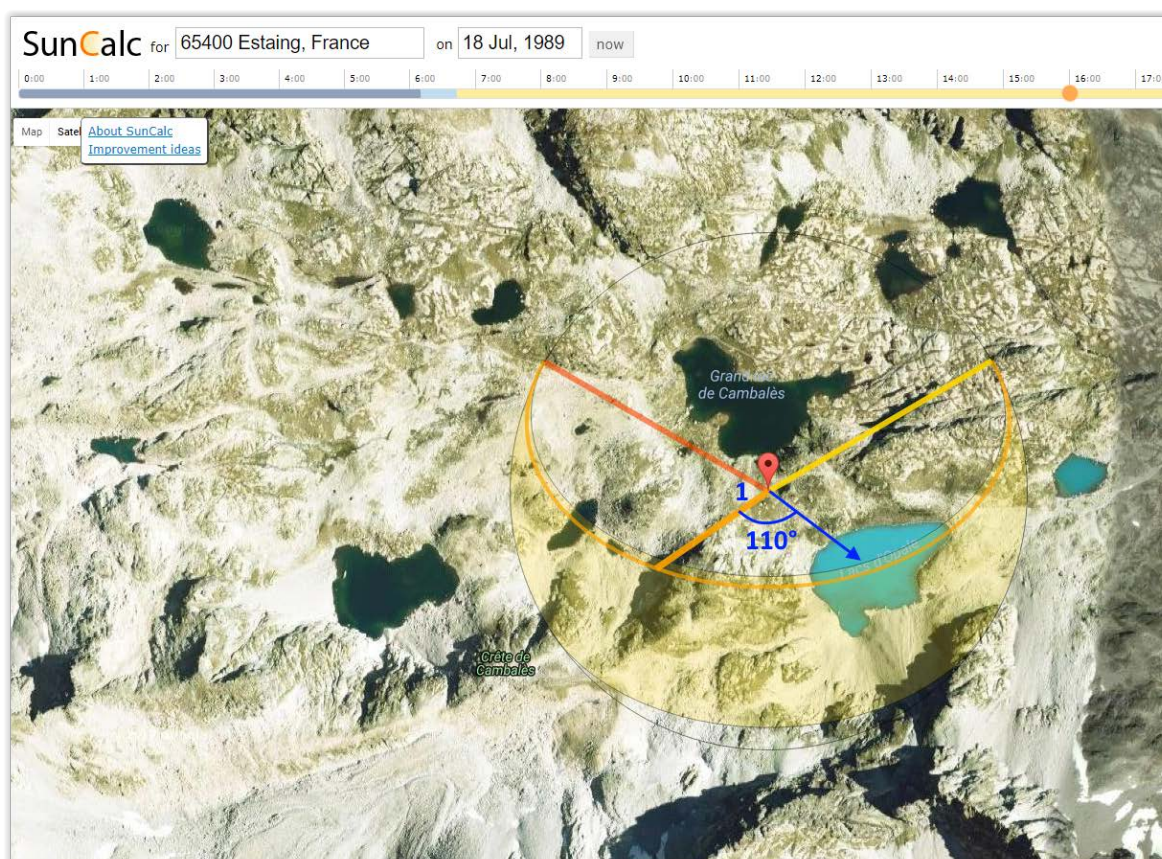 SunCalc for 65400 Estaing, France on 18 Jul, 1989 now
0:00 1:00 2:00 3:00 4:00 5:00 6:00 7:00 8:00 9:00 10:00 11:00 12:00 13:00 14:00 15:00 16:00 17:0
Map Satel About SunCalc
Improvement ideas
Grand
de Cambalès
1
110°
Lacs d'Opale
Crête de
Cambalès